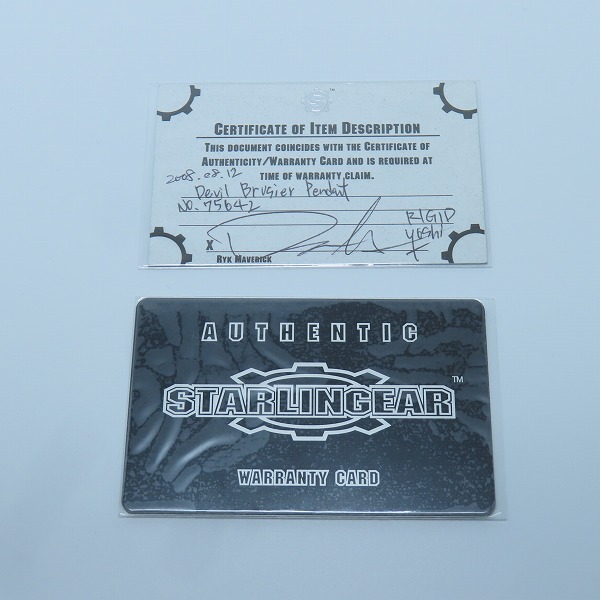 S ™
CERTIFICATE OF ITEM DESCRIPTION
THIS DOCUMENT COINCIDES WITH THE CERTIFICATE OF
AUTHENTICITY/WARRANTY CARD AND IS REQUIRED AT
TIME OF WARRANTY CLAIM.
2008.08.12
Devil Brusier Pendant
NO. 75642
RIGID
yoshi
X
RYK MAVERICK
AUTHENTIC
STARLINGEAR ™
WARRANTY CARD